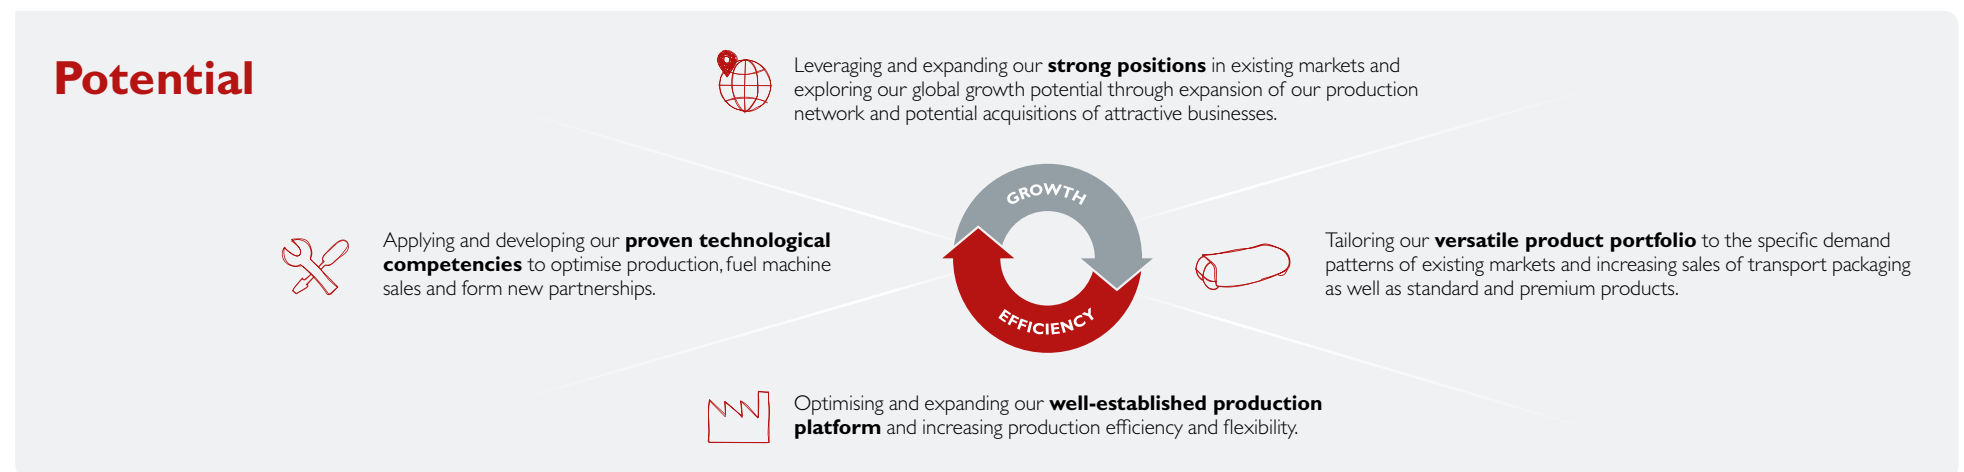 Potential
Leveraging and expanding our strong positions in existing markets and
exploring our global growth potential through expansion of our production
network and potential acquisitions of attractive businesses.
GROWTH
Applying and developing our proven technological
competencies to optimise production, fuel machine
sales and form new partnerships.
Tailoring our versatile product portfolio to the specific demand
patterns of existing markets and increasing sales of transport packaging
as well as standard and premium products.
EFFICIENCY
Optimising and expanding our well-established production
platform and increasing production efficiency and flexibility.